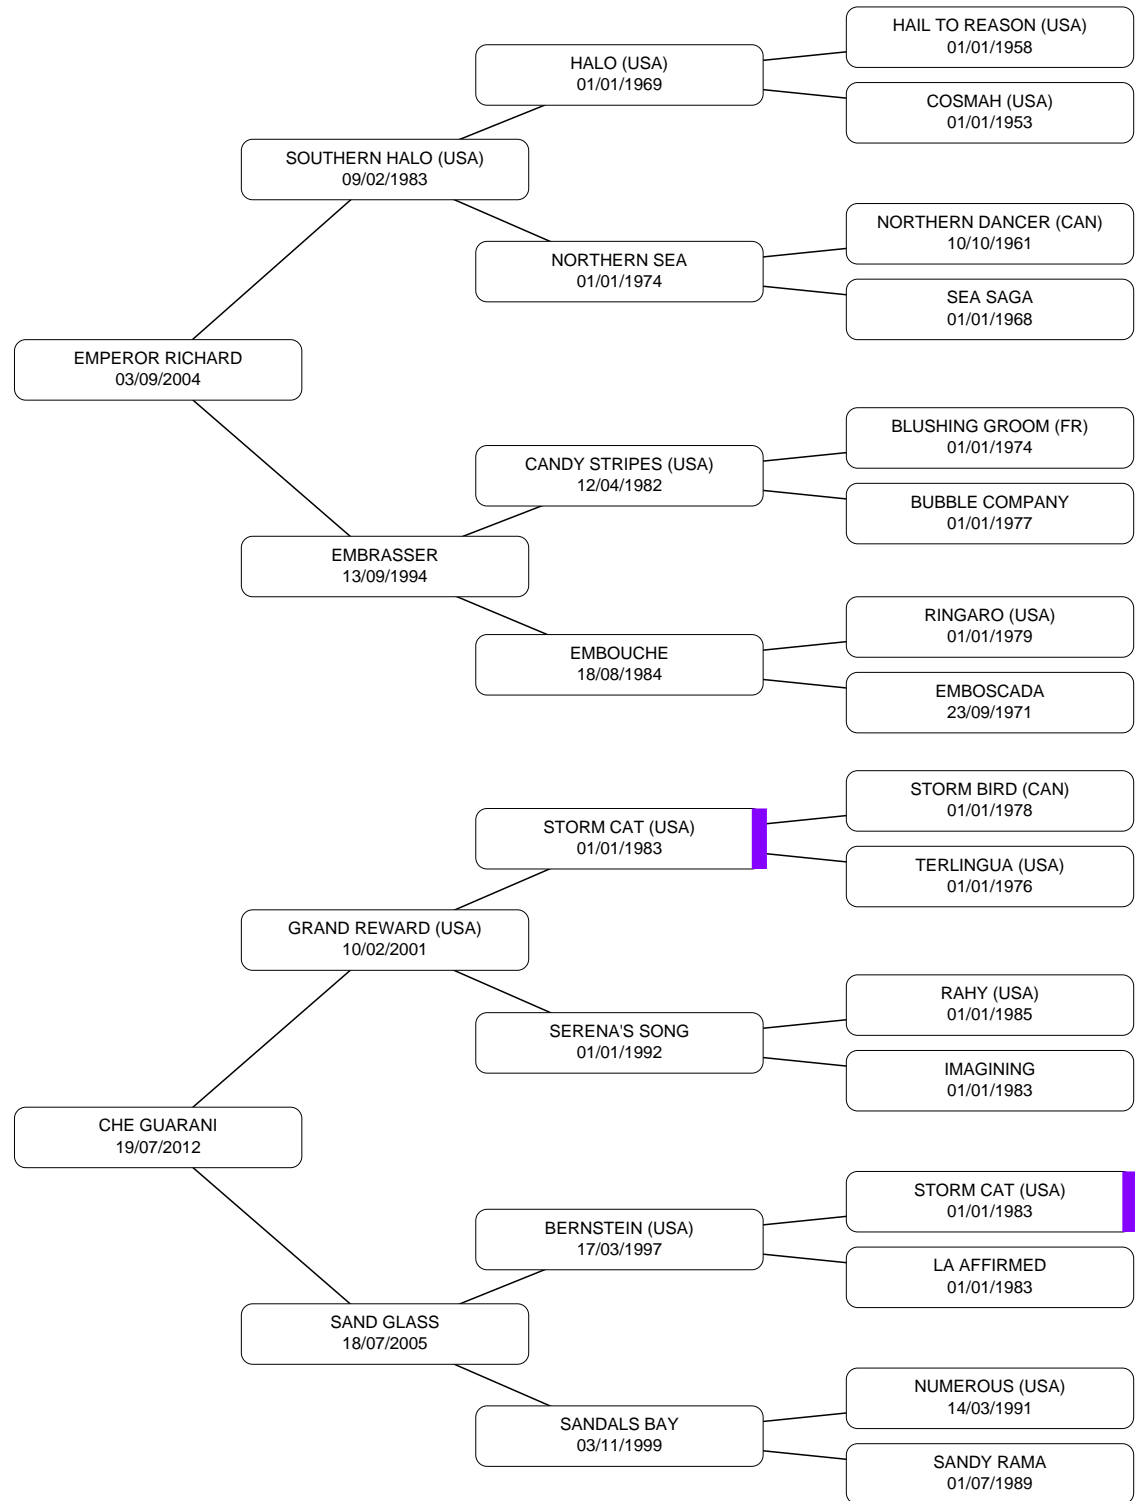 HAIL TO REASON (USA)
01/01/1958
HALO (USA)
01/01/1969
COSMAH (USA)
01/01/1953
SOUTHERN HALO (USA)
09/02/1983
NORTHERN DANCER (CAN)
10/10/1961
NORTHERN SEA
01/01/1974
SEA SAGA
01/01/1968
EMPEROR RICHARD
03/09/2004
BLUSHING GROOM (FR)
01/01/1974
CANDY STRIPES (USA)
12/04/1982
BUBBLE COMPANY
01/01/1977
EMBRASSER
13/09/1994
RINGARO (USA)
01/01/1979
EMBOUCHE
18/08/1984
EMBOSCADA
23/09/1971
STORM BIRD (CAN)
01/01/1978
STORM CAT (USA)
01/01/1983
TERLINGUA (USA)
01/01/1976
GRAND REWARD (USA)
10/02/2001
RAHY (USA)
01/01/1985
SERENA'S SONG
01/01/1992
IMAGINING
01/01/1983
CHE GUARANI
19/07/2012
STORM CAT (USA)
01/01/1983
BERNSTEIN (USA)
17/03/1997
LA AFFIRMED
01/01/1983
SAND GLASS
18/07/2005
NUMEROUS (USA)
14/03/1991
SANDALS BAY
03/11/1999
SANDY RAMA
01/07/1989